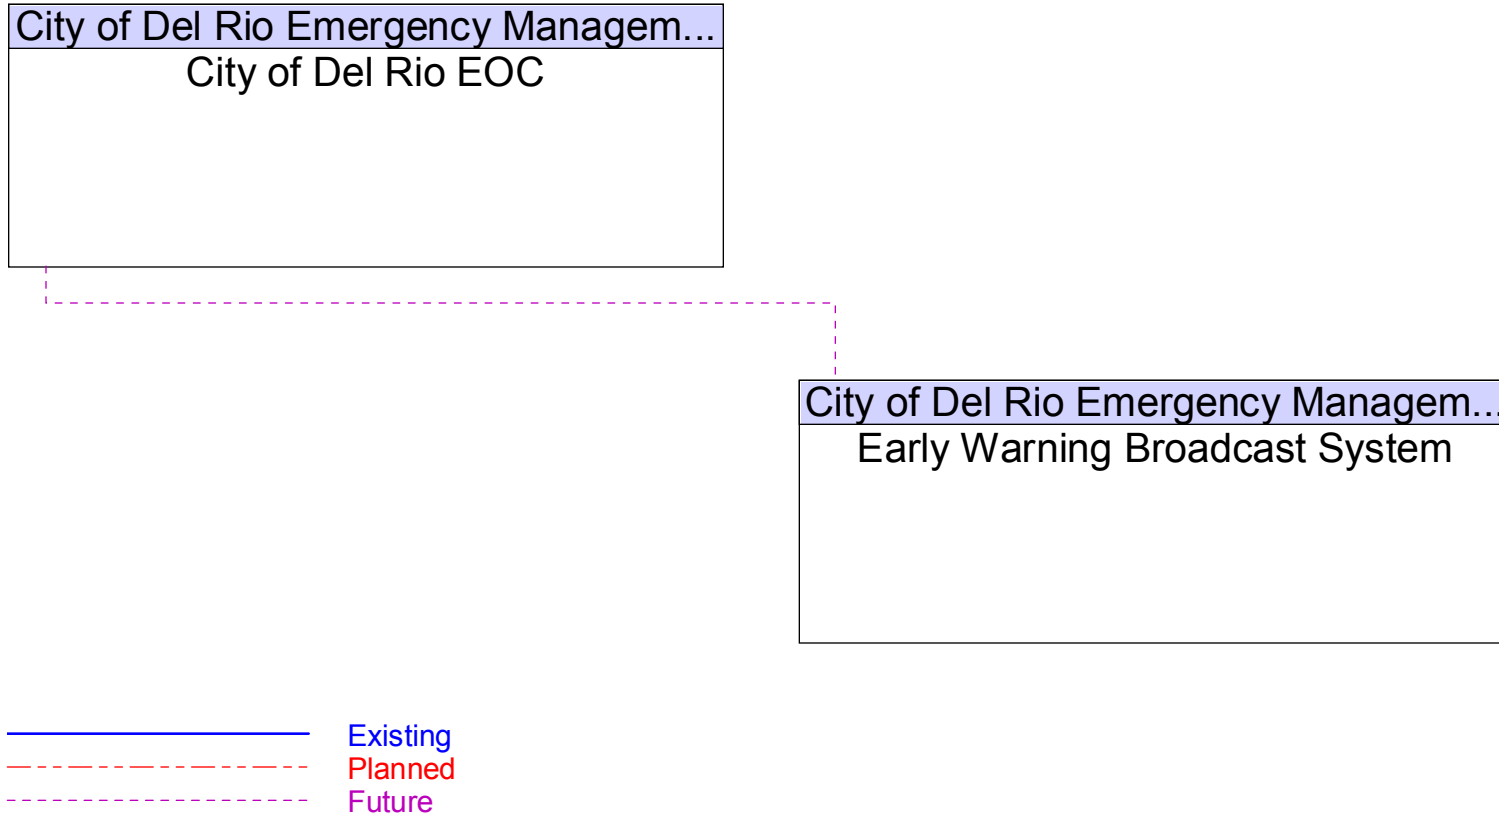 City of Del Rio Emergency Managem...
City of Del Rio EOC
City of Del Rio Emergency Managem...
Early Warning Broadcast System
Existing
Planned
Future